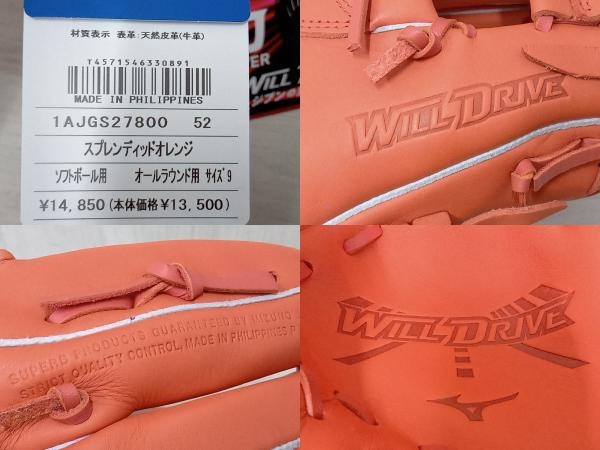 材質表示 表革:天然皮革(牛革)
T4571546330891
MADE IN PHILIPPINES
1AJGS27800 52
スプレンディッドオレンジ
ソフトボール用 オールラウンド用 サイズ9
¥14,850(本体価格¥13,500)
WILL DRIVE
WILL DRIVE
SUPERB PRODUCTS GUARANTEED BY MIZUNO
STRICT QUALITY CONTROL, MADE IN PHILIPPINES P
WILL DRIVE